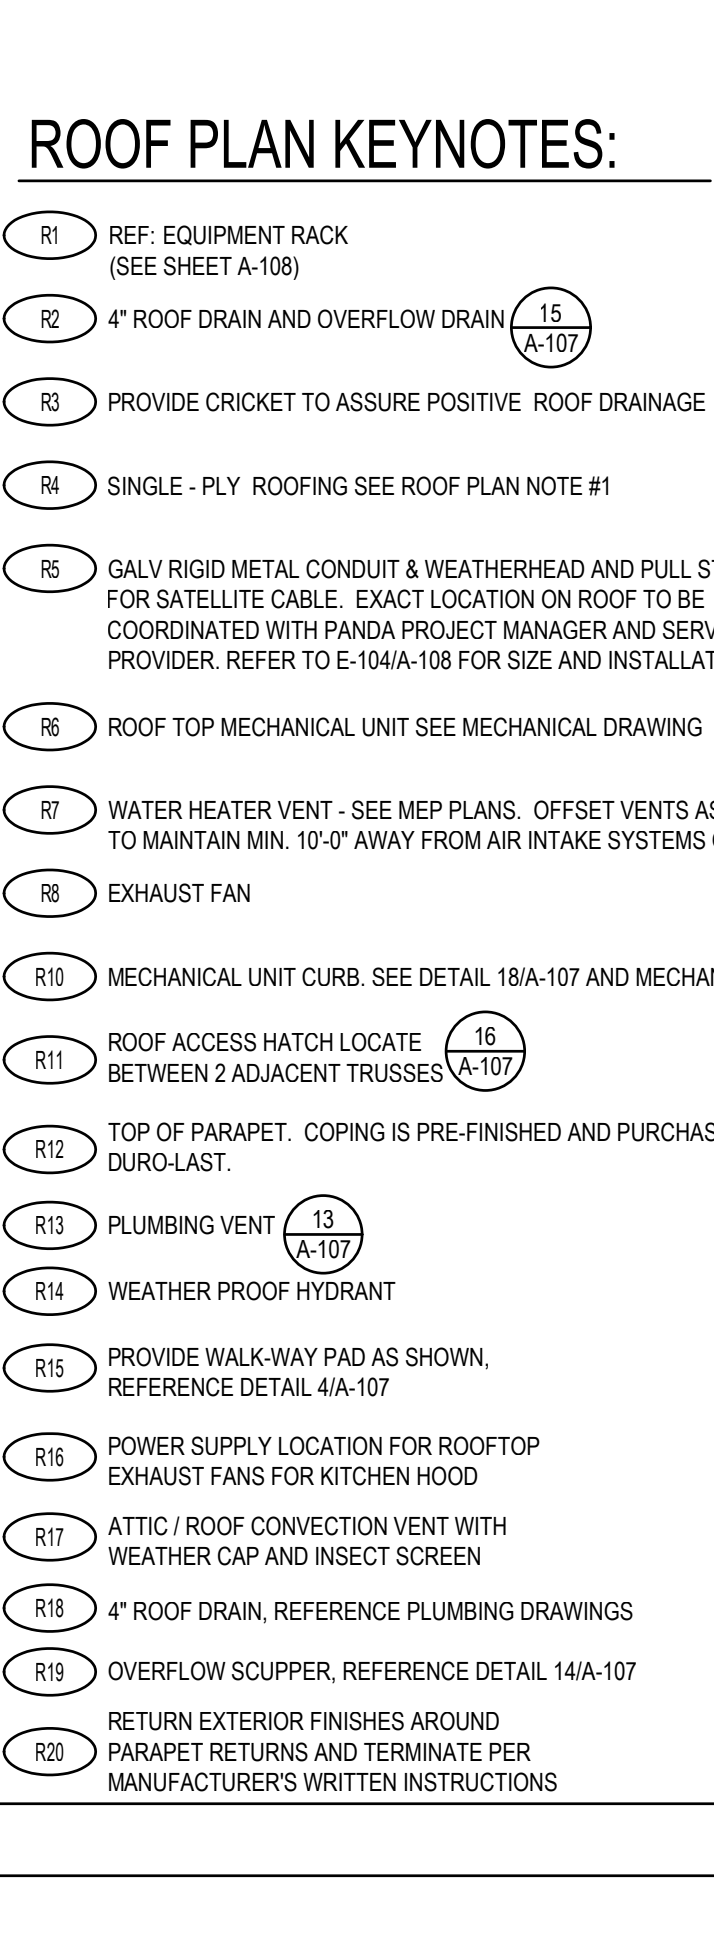 ROOF PLAN KEYNOTES:
R1 REF: EQUIPMENT RACK
(SEE SHEET A-108)
R2 4" ROOF DRAIN AND OVERFLOW DRAIN 15
A-107
R3 PROVIDE CRICKET TO ASSURE POSITIVE ROOF DRAINAGE
R4 SINGLE - PLY ROOFING SEE ROOF PLAN NOTE #1
R5 GALV RIGID METAL CONDUIT & WEATHERHEAD AND PULL
FOR SATELLITE CABLE. EXACT LOCATION ON ROOF TO BE
COORDINATED WITH PANDA PROJECT MANAGER AND
PROVIDER. REFER TO E-104/A-108 FOR SIZE AND
R6 ROOF TOP MECHANICAL UNIT SEE MECHANICAL DRAWING
R7 WATER HEATER VENT - SEE MEP PLANS. OFFSET VENTS AS
TO MAINTAIN MIN. 10'-0" AWAY FROM AIR INTAKE SYSTEMS
R8 EXHAUST FAN
R10 MECHANICAL UNIT CURB. SEE DETAIL 18/A-107 AND
R11 ROOF ACCESS HATCH LOCATE
BETWEEN 2 ADJACENT TRUSSES 16
A-107
R12 TOP OF PARAPET. COPING IS PRE-FINISHED AND
DURO-LAST.
R13 PLUMBING VENT 13
A-107
R14 WEATHER PROOF HYDRANT
R15 PROVIDE WALK-WAY PAD AS SHOWN,
REFERENCE DETAIL 4/A-107
R16 POWER SUPPLY LOCATION FOR ROOFTOP
EXHAUST FANS FOR KITCHEN HOOD
R17 ATTIC / ROOF CONVECTION VENT WITH
WEATHER CAP AND INSECT SCREEN
R18 4" ROOF DRAIN, REFERENCE PLUMBING DRAWINGS
R19 OVERFLOW SCUPPER, REFERENCE DETAIL 14/A-107
R20 RETURN EXTERIOR FINISHES AROUND
PARAPET RETURNS AND TERMINATE PER
MANUFACTURER'S WRITTEN INSTRUCTIONS